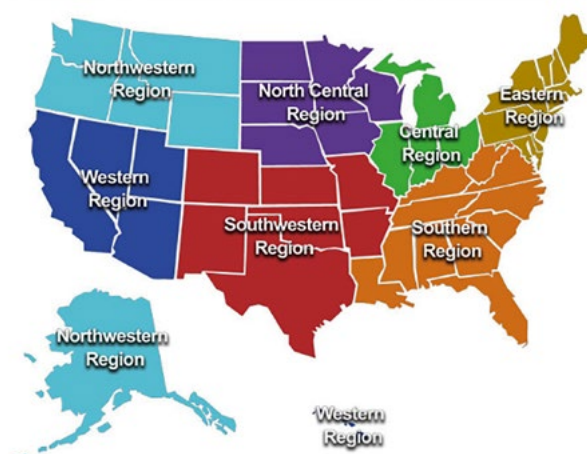 Northwestern
Region
North Central
Region
Eastern
Region
Central
Region
Western
Region
Southwestern
Region
Southern
Region
Northwestern
Region
Western
Region